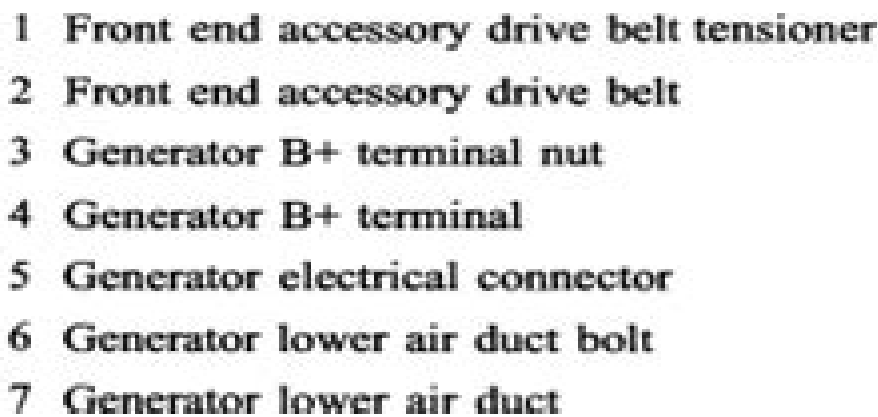 1 Front end accessory drive belt tensioner
2 Front end accessory drive belt
3 Generator B+ terminal nut
4 Generator B+ terminal
5 Generator electrical connector
6 Generator lower air duct bolt
7 Generator lower air duct